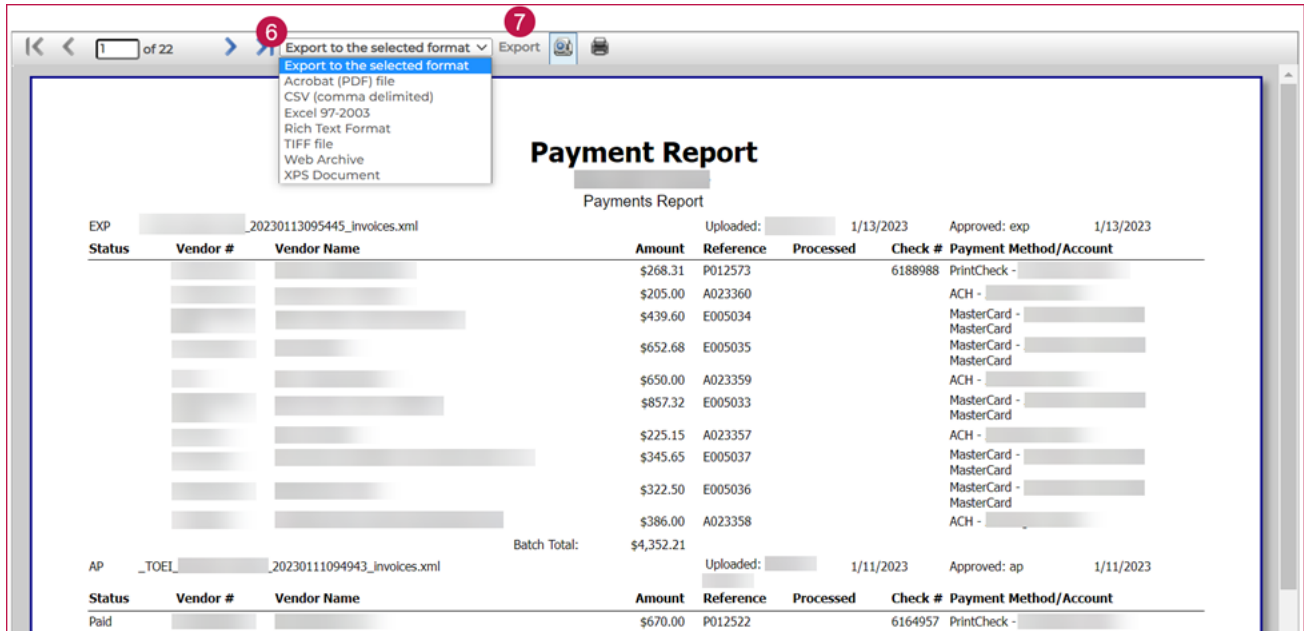 6
7
1 of 22 Export to the selected format Export
Export to the selected format
Acrobat (PDF) file
CSV (comma delimited)
Excel 97-2003
Rich Text Format
TIFF file
Web Archive
XPS Document
Payment Report
Payments Report
EXP _20230113095445_invoices.xml Uploaded: 1/13/2023 Approved: exp 1/13/2023
Status Vendor # Vendor Name Amount Reference Processed Check # Payment Method/Account
$268.31 P012573 6188988 PrintCheck -
$205.00 A023360 ACH -
$439.60 E005034 MasterCard -
MasterCard
$652.68 E005035 MasterCard -
MasterCard
$650.00 A023359 ACH -
$857.32 E005033 MasterCard -
MasterCard
$225.15 A023357 ACH -
$345.65 E005037 MasterCard -
MasterCard
$322.50 E005036 MasterCard -
MasterCard
$386.00 A023358 ACH -
Batch Total: $4,352.21
AP _TOEI_ _20230111094943_invoices.xml Uploaded: 1/11/2023 Approved: ap 1/11/2023
Status Vendor # Vendor Name Amount Reference Processed Check # Payment Method/Account
Paid $670.00 P012522 6164957 PrintCheck -